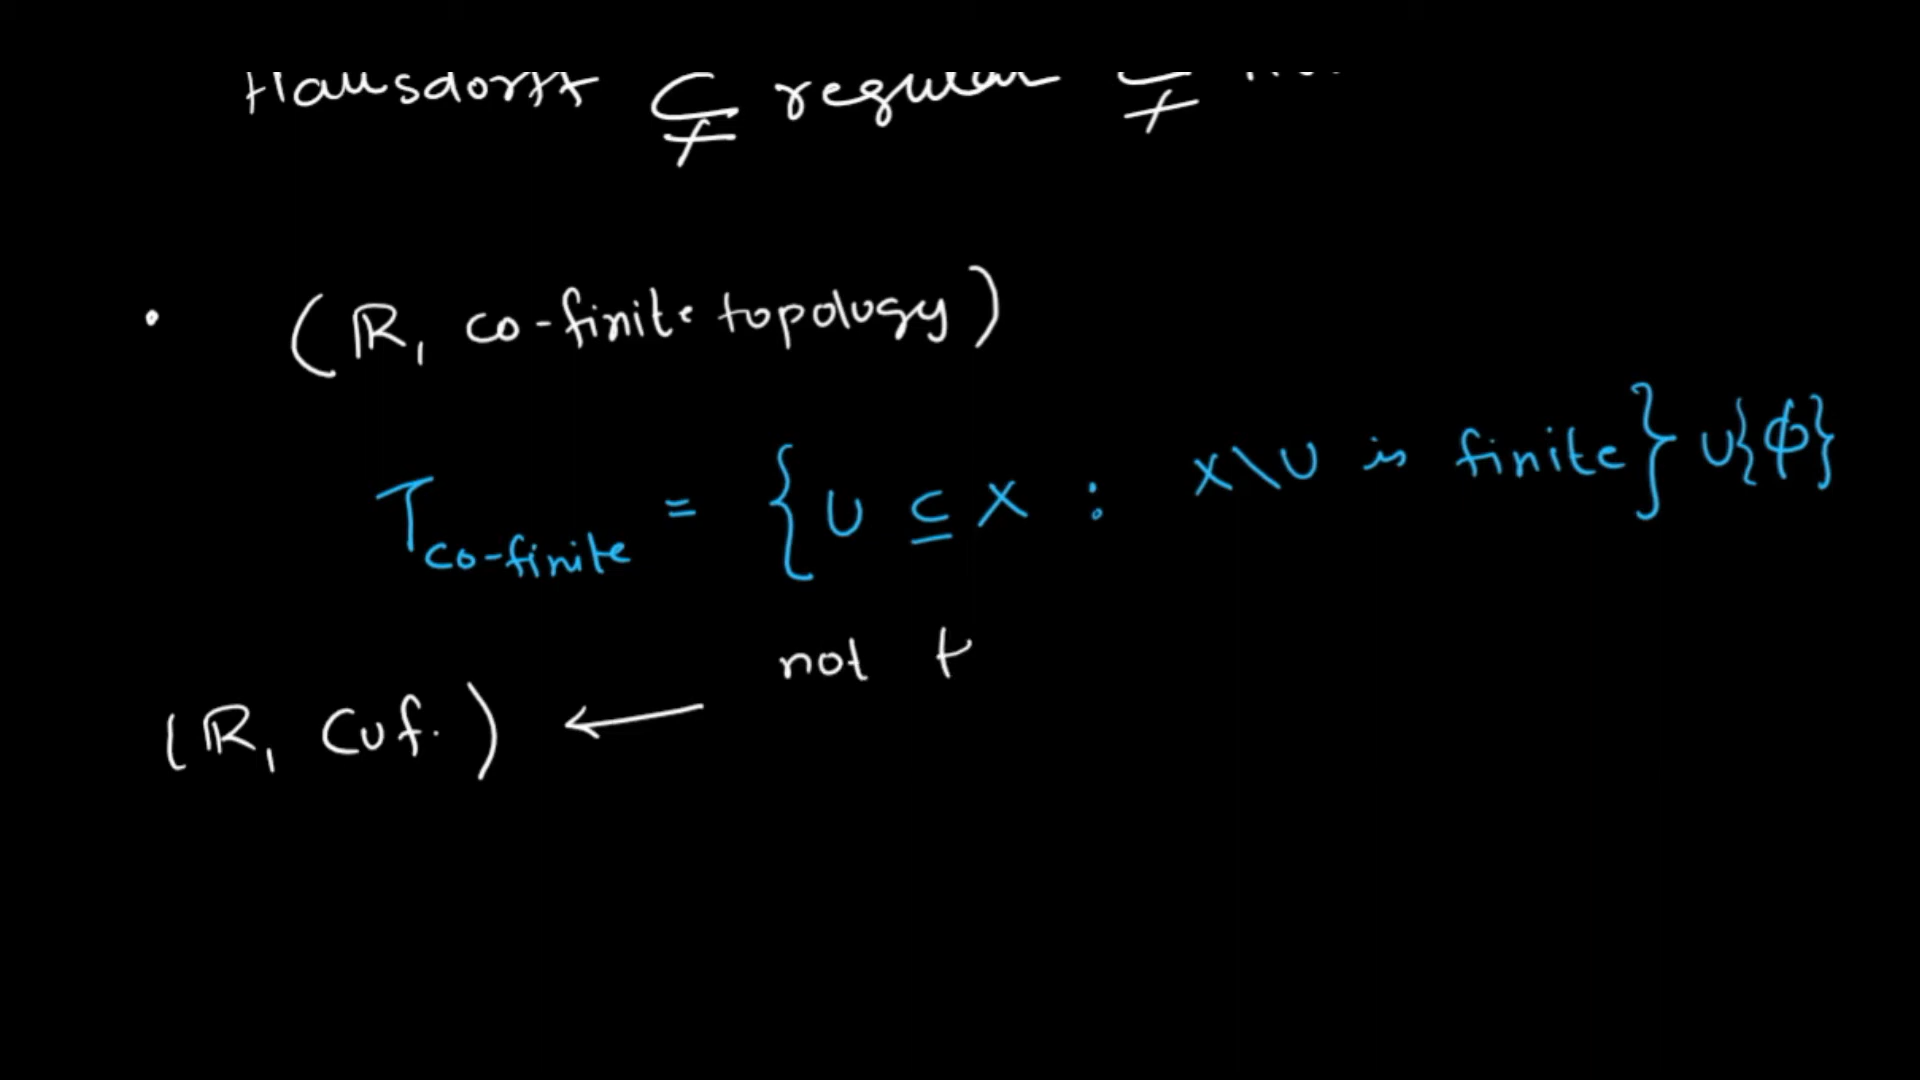 Hausdorff ⊊ regular ⊊
• (ℝ, co-finite topology)
T_co-finite = {U ⊆ X : X\U is finite} ∪ {ϕ}
not t
(ℝ, Cof.) ←